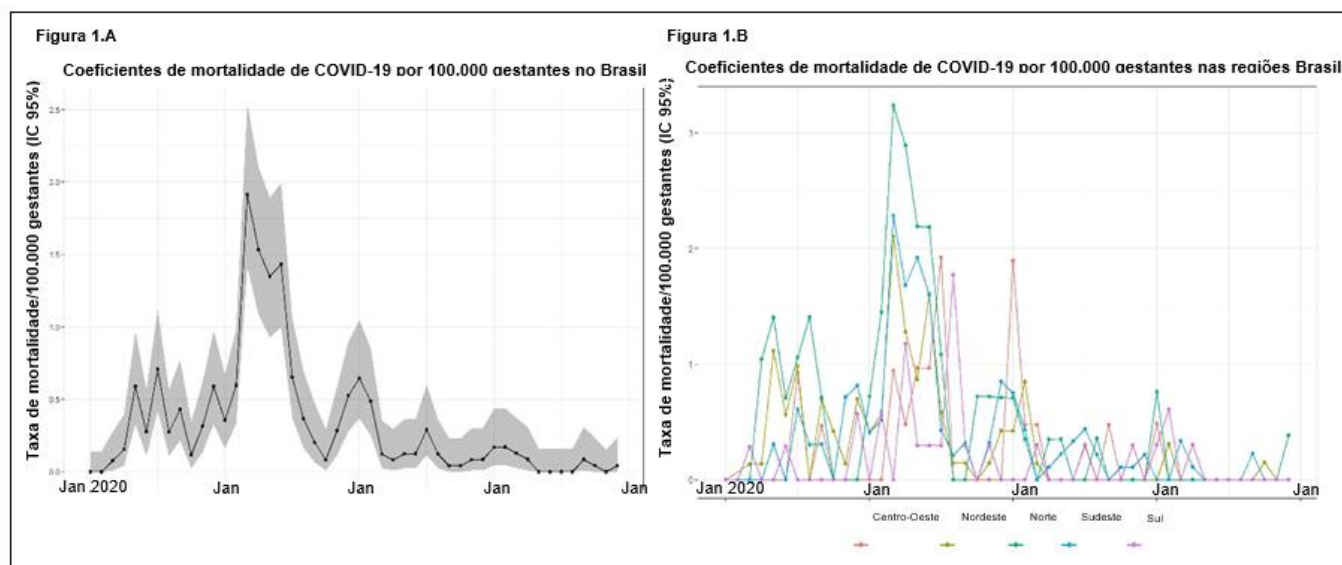 Figura 1.A
Coeficientes de mortalidade de COVID-19 por 100.000 gestantes no Brasil
Taxa de mortalidade/100.000 gestantes (IC 95%)
2.5
2.0
1.5
1.0
0.5
0.0
Jan 2020 Jan Jan Jan Jan
Figura 1.B
Coeficientes de mortalidade de COVID-19 por 100.000 gestantes nas regiões Brasil
Taxa de mortalidade/100.000 gestantes (IC 95%)
3
2
1
0
Jan 2020 Jan Jan Jan Jan
Centro-Oeste Nordeste Norte Sudeste Sul